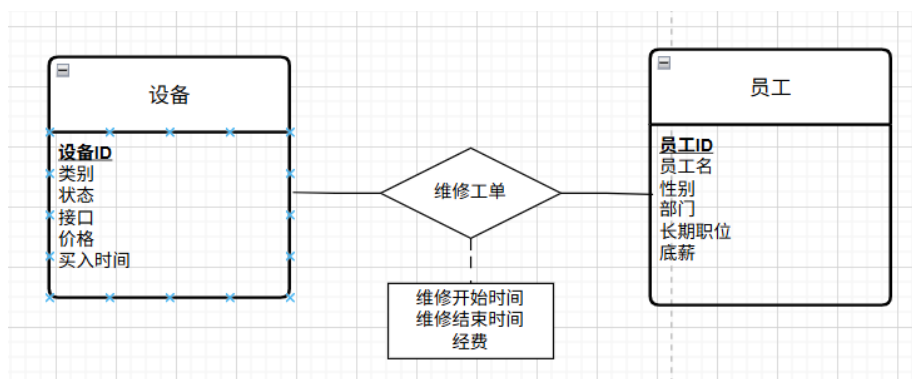 设备
设备ID
类别
状态
接口
价格
买入时间
维修工单
维修开始时间
维修结束时间
经费
员工
员工ID
员工名
性别
部门
长期职位
底薪